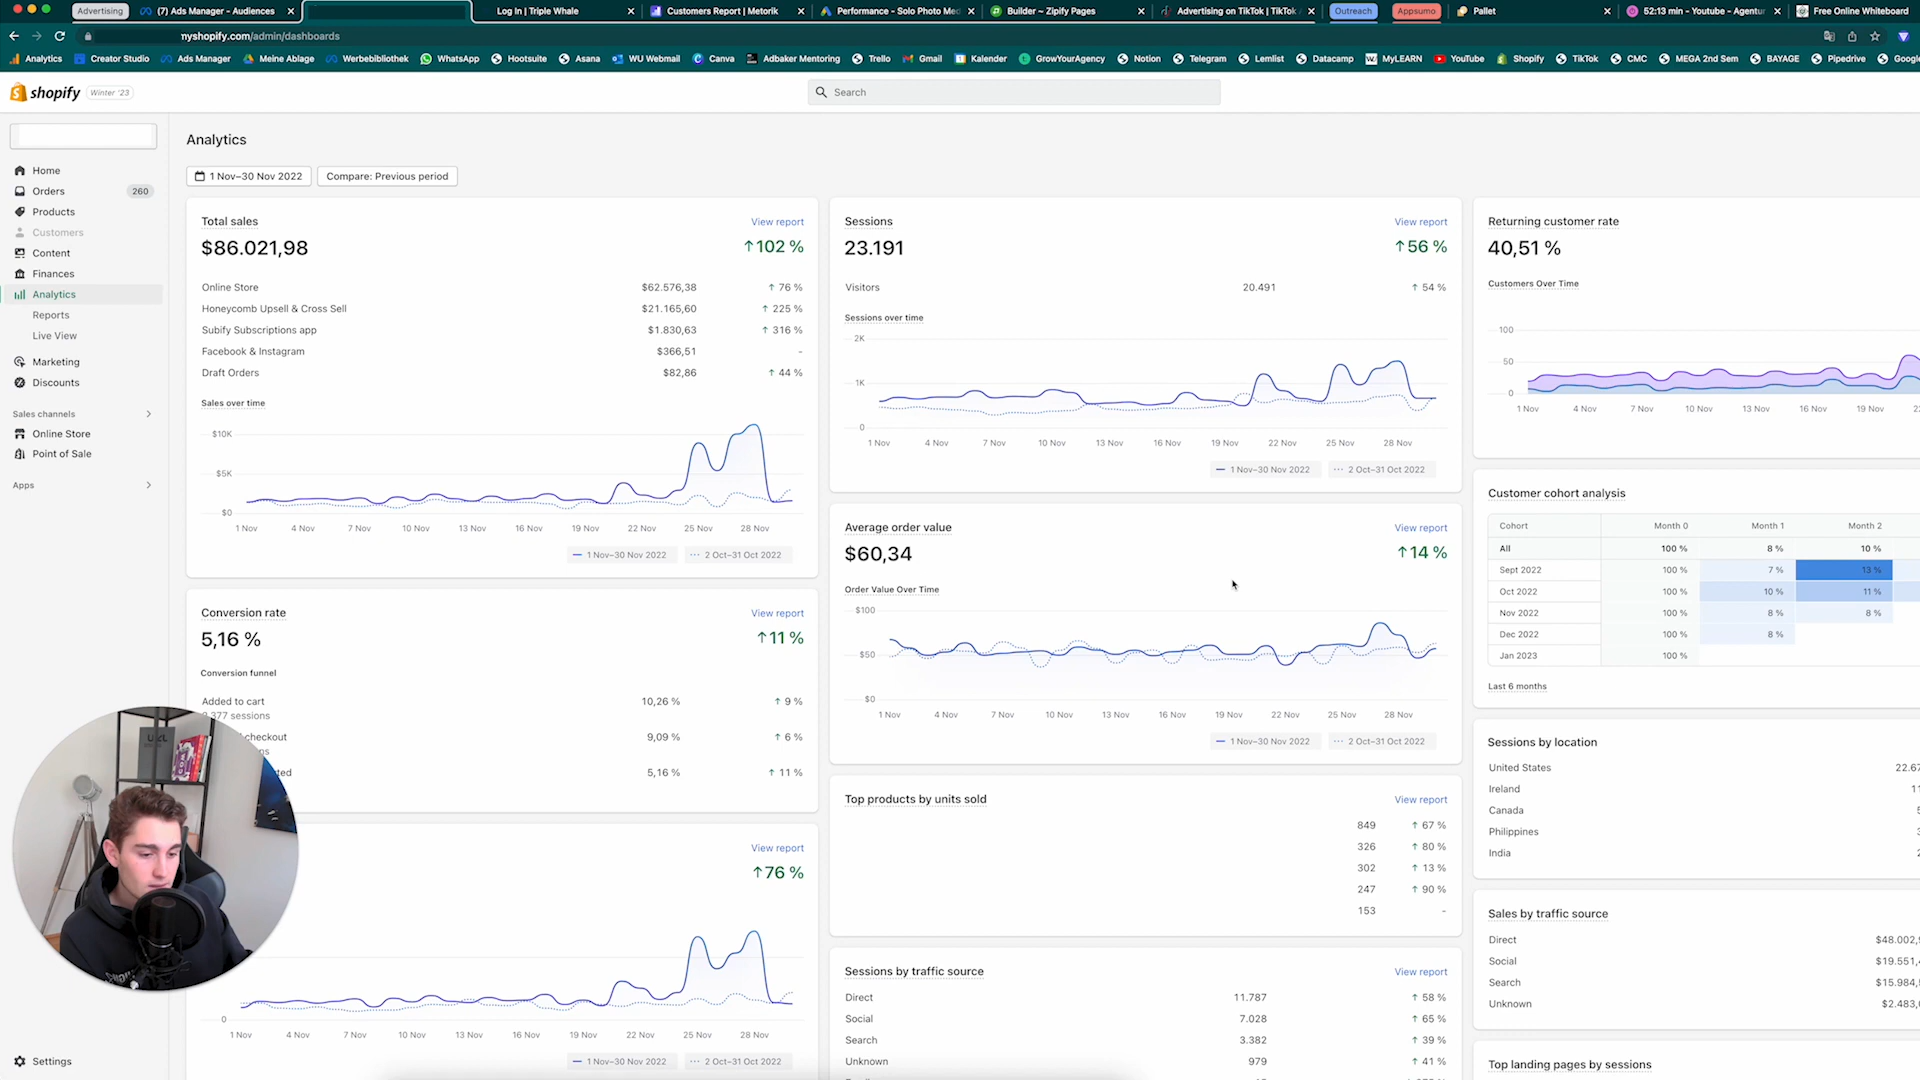 Advertising
(7) Ads Manager - Audiences
Log In | Triple Whale
Customers Report | Metorik
Performance - Solo Photo Med
Builder ~ Zipify Pages
Advertising on TikTok | TikTok
Outreach
Appsumo
Pallet
52:13 min - Youtube - Agentur
Free Online Whiteboard
myshopify.com/admin/dashboards
Analytics
Creator Studio
Ads Manager
Meine Ablage
Werbebibliothek
WhatsApp
Hootsuite
Asana
WU Webmail
Canva
Adbaker Mentoring
Trello
Gmail
Kalender
GrowYourAgency
Notion
Telegram
Lemlist
Datacamp
MyLEARN
YouTube
Shopify
TikTok
CMC
MEGA 2nd Sem
BAYAGE
Pipedrive
Google
shopify
Winter '23
Search
Home
Orders 260
Products
Customers
Content
Finances
Analytics
Reports
Live View
Marketing
Discounts
Sales channels
Online Store
Point of Sale
Apps
Settings
Analytics
1 Nov–30 Nov 2022
Compare: Previous period
Total sales View report
$86.021,98 ↑102 %
Online Store $62.576,38 ↑ 76 %
Honeycomb Upsell & Cross Sell $21.165,60 ↑ 225 %
Subify Subscriptions app $1.830,63 ↑ 316 %
Facebook & Instagram $366,51 -
Draft Orders $82,86 ↑ 44 %
Sales over time
$10K
$5K
$0
1 Nov 4 Nov 7 Nov 10 Nov 13 Nov 16 Nov 19 Nov 22 Nov 25 Nov 28 Nov
1 Nov–30 Nov 2022 2 Oct–31 Oct 2022
Conversion rate View report
5,16 % ↑11 %
Conversion funnel
Added to cart 10,26 % ↑ 9 %
377 sessions
checkout 9,09 % ↑ 6 %
5,16 % ↑ 11 %
View report
↑76 %
0
1 Nov 4 Nov 7 Nov 10 Nov 13 Nov 16 Nov 19 Nov 22 Nov 25 Nov 28 Nov
1 Nov–30 Nov 2022 2 Oct–31 Oct 2022
Sessions View report
23.191 ↑56 %
Visitors 20.491 ↑ 54 %
Sessions over time
2K
1K
0
1 Nov 4 Nov 7 Nov 10 Nov 13 Nov 16 Nov 19 Nov 22 Nov 25 Nov 28 Nov
1 Nov–30 Nov 2022 2 Oct–31 Oct 2022
Average order value View report
$60,34 ↑14 %
Order Value Over Time
$100
$50
$0
1 Nov 4 Nov 7 Nov 10 Nov 13 Nov 16 Nov 19 Nov 22 Nov 25 Nov 28 Nov
1 Nov–30 Nov 2022 2 Oct–31 Oct 2022
Top products by units sold View report
849 ↑ 67 %
326 ↑ 80 %
302 ↑ 13 %
247 ↑ 90 %
153 -
Sessions by traffic source View report
Direct 11.787 ↑ 58 %
Social 7.028 ↑ 65 %
Search 3.382 ↑ 39 %
Unknown 979 ↑ 41 %
Returning customer rate
40,51 %
Customers Over Time
100
50
0
1 Nov 4 Nov 7 Nov 10 Nov 13 Nov 16 Nov 19 Nov
Customer cohort analysis
Cohort Month 0 Month 1 Month 2
All 100 % 8 % 10 %
Sept 2022 100 % 7 % 13 %
Oct 2022 100 % 10 % 11 %
Nov 2022 100 % 8 % 8 %
Dec 2022 100 % 8 %
Jan 2023 100 %
Last 6 months
Sessions by location
United States 22.67
Ireland 11
Canada
Philippines
India
Sales by traffic source
Direct $48.002,
Social $19.551,
Search $15.984,
Unknown $2.483,
Top landing pages by sessions